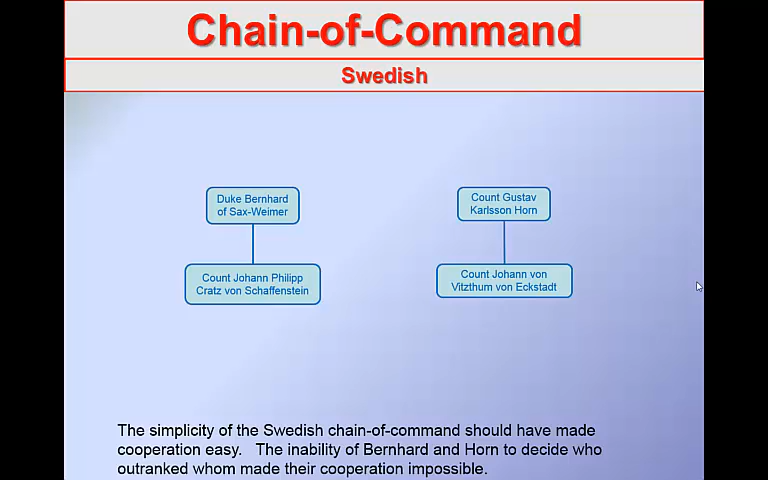 Chain-of-Command
Swedish
Duke Bernhard
of Sax-Weimer
Count Gustav
Karlsson Horn
Count Johann Philipp
Cratz von Schaffenstein
Count Johann von
Vitzthum von Eckstadt
The simplicity of the Swedish chain-of-command should have made
cooperation easy.   The inability of Bernhard and Horn to decide who
outranked whom made their cooperation impossible.